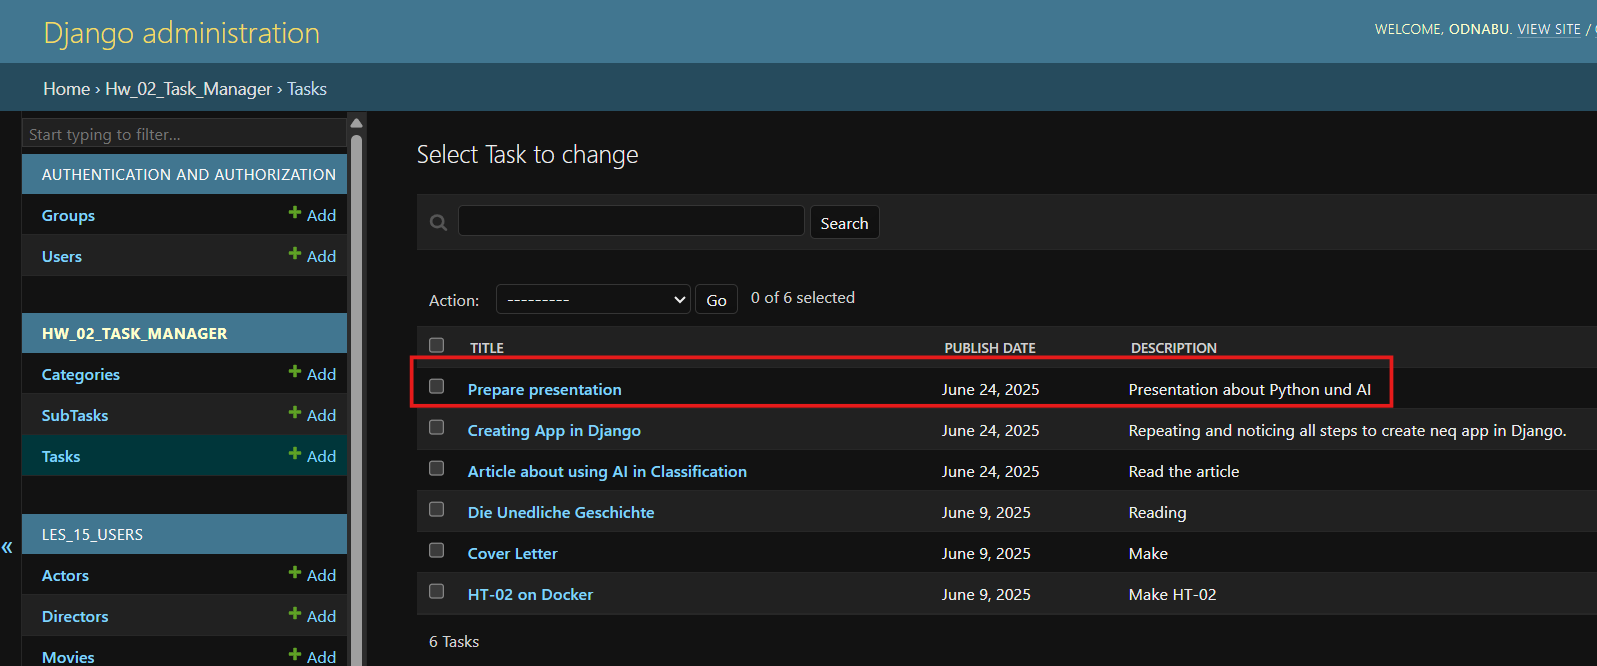 Django administration
WELCOME, ODNABU. VIEW SITE /
Home › Hw_02_Task_Manager › Tasks
Start typing to filter...
AUTHENTICATION AND AUTHORIZATION
Groups + Add
Users + Add
HW_02_TASK_MANAGER
Categories + Add
SubTasks + Add
Tasks + Add
LES_15_USERS
Actors + Add
Directors + Add
Movies + Add
«
Select Task to change
Search
Action: --------- Go 0 of 6 selected
TITLE PUBLISH DATE DESCRIPTION
Prepare presentation June 24, 2025 Presentation about Python und AI
Creating App in Django June 24, 2025 Repeating and noticing all steps to create neq app in Django.
Article about using AI in Classification June 24, 2025 Read the article
Die Unedliche Geschichte June 9, 2025 Reading
Cover Letter June 9, 2025 Make
HT-02 on Docker June 9, 2025 Make HT-02
6 Tasks